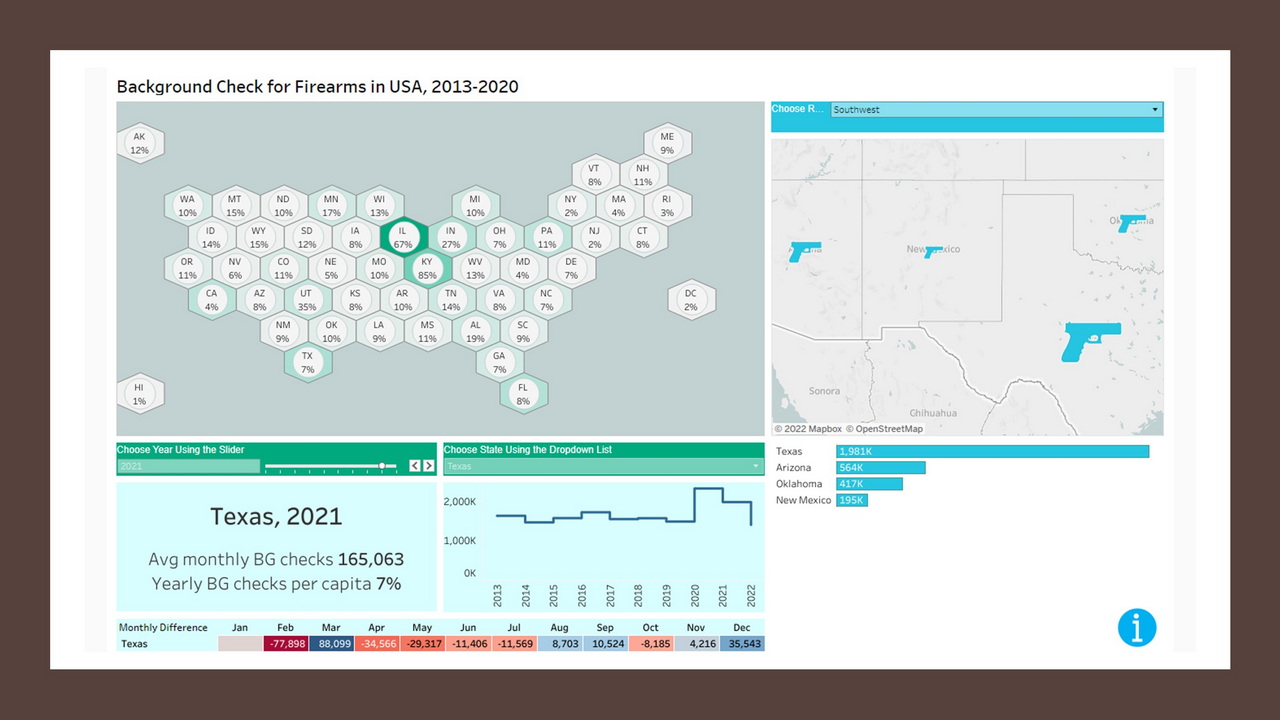 Background Check for Firearms in USA, 2013-2020
AK
12%
ME
9%
VT
8%
NH
11%
WA
10%
MT
15%
ND
10%
MN
17%
WI
13%
MI
10%
NY
2%
MA
4%
RI
3%
ID
14%
WY
15%
SD
12%
IA
8%
IL
67%
IN
27%
OH
7%
PA
11%
NJ
2%
CT
8%
OR
11%
NV
6%
CO
11%
NE
5%
MO
10%
KY
85%
WV
13%
MD
4%
DE
7%
CA
4%
AZ
8%
UT
35%
KS
8%
AR
10%
TN
14%
VA
8%
NC
7%
DC
2%
NM
9%
OK
10%
LA
9%
MS
11%
AL
19%
SC
9%
TX
7%
GA
7%
HI
1%
FL
8%
Choose R...
Southwest
New Mexico
Sonora
Chihuahua
© 2022 Mapbox © OpenStreetMap
Texas 1,981K
Arizona 564K
Oklahoma 417K
New Mexico 195K
Choose Year Using the Slider
2021
Choose State Using the Dropdown List
Texas
Texas, 2021
Avg monthly BG checks 165,063
Yearly BG checks per capita 7%
2,000K
1,000K
0K
2013 2014 2015 2016 2017 2018 2019 2020 2021 2022
Monthly Difference Jan Feb Mar Apr May Jun Jul Aug Sep Oct Nov Dec
Texas -77,898 88,099 -34,566 -29,317 -11,406 -11,569 8,703 10,524 -8,185 4,216 35,543
i